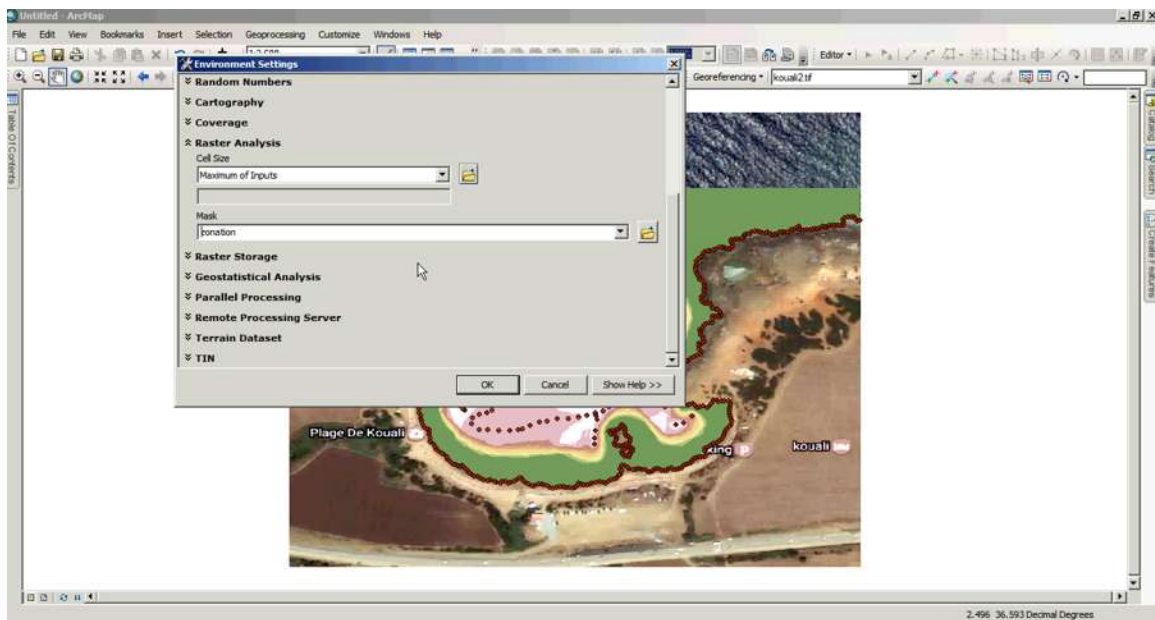 Untitled - ArcMap
File Edit View Bookmarks Insert Selection Geoprocessing Customize Windows Help
Editor
Georeferencing kouali2.tif
Environment Settings
Random Numbers
Cartography
Coverage
Raster Analysis
Cell Size
Maximum of Inputs
Mask
zonation
Raster Storage
Geostatistical Analysis
Parallel Processing
Remote Processing Server
Terrain Dataset
TIN
OK Cancel Show Help >>
Table Of Contents
Catalog
Search
Create Features
Plage De Kouali
kouali
2.496 36.593 Decimal Degrees